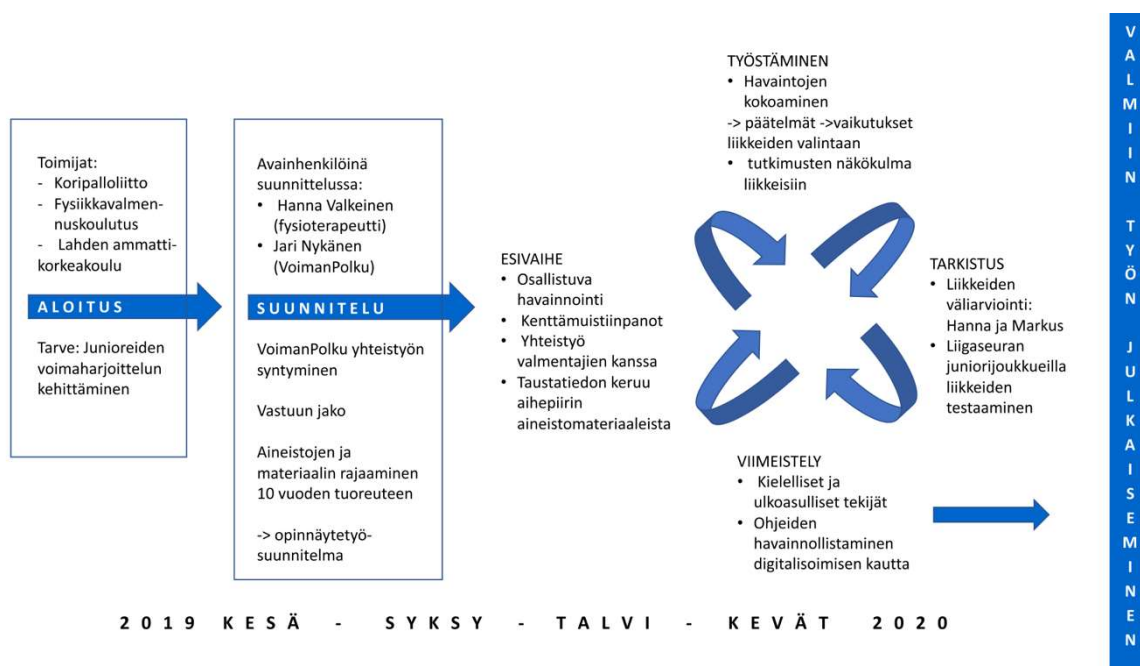 Toimijat:
- Koripalloliitto
- Fysiikkavalmen-
nuskoulutus
- Lahden ammatti-
korkeakoulu
ALOITUS
Tarve: Junioreiden
voimaharjoittelun
kehittäminen
Avainhenkilöinä
suunnittelussa:
• Hanna Valkeinen
(fysioterapeutti)
• Jari Nykänen
(VoimanPolku)
SUUNNITELU
VoimanPolku yhteistyön
syntyminen
Vastuun jako
Aineistojen ja
materiaalin rajaaminen
10 vuoden tuoreuteen
-> opinnäytetyö-
suunnitelma
ESIVAIHE
• Osallistuva
havainnointi
• Kenttämuistiinpanot
• Yhteistyö
valmentajien kanssa
• Taustatiedon keruu
aihepiirin
aineistomateriaaleista
TYÖSTÄMINEN
• Havaintojen
kokoaminen
-> päätelmät ->vaikutukset
liikkeiden valintaan
• tutkimusten näkökulma
liikkeisiin
TARKISTUS
• Liikkeiden
väliarviointi:
Hanna ja Markus
• Liigaseuran
juniorijoukkueilla
liikkeiden
testaaminen
VIIMEISTELY
• Kielelliset ja
ulkoasulliset tekijät
• Ohjeiden
havainnollistaminen
digitalisoimisen kautta
VALMIIN TYÖN JULKAISEMINEN
2019 KESÄ - SYKSY - TALVI - KEVÄT 2020